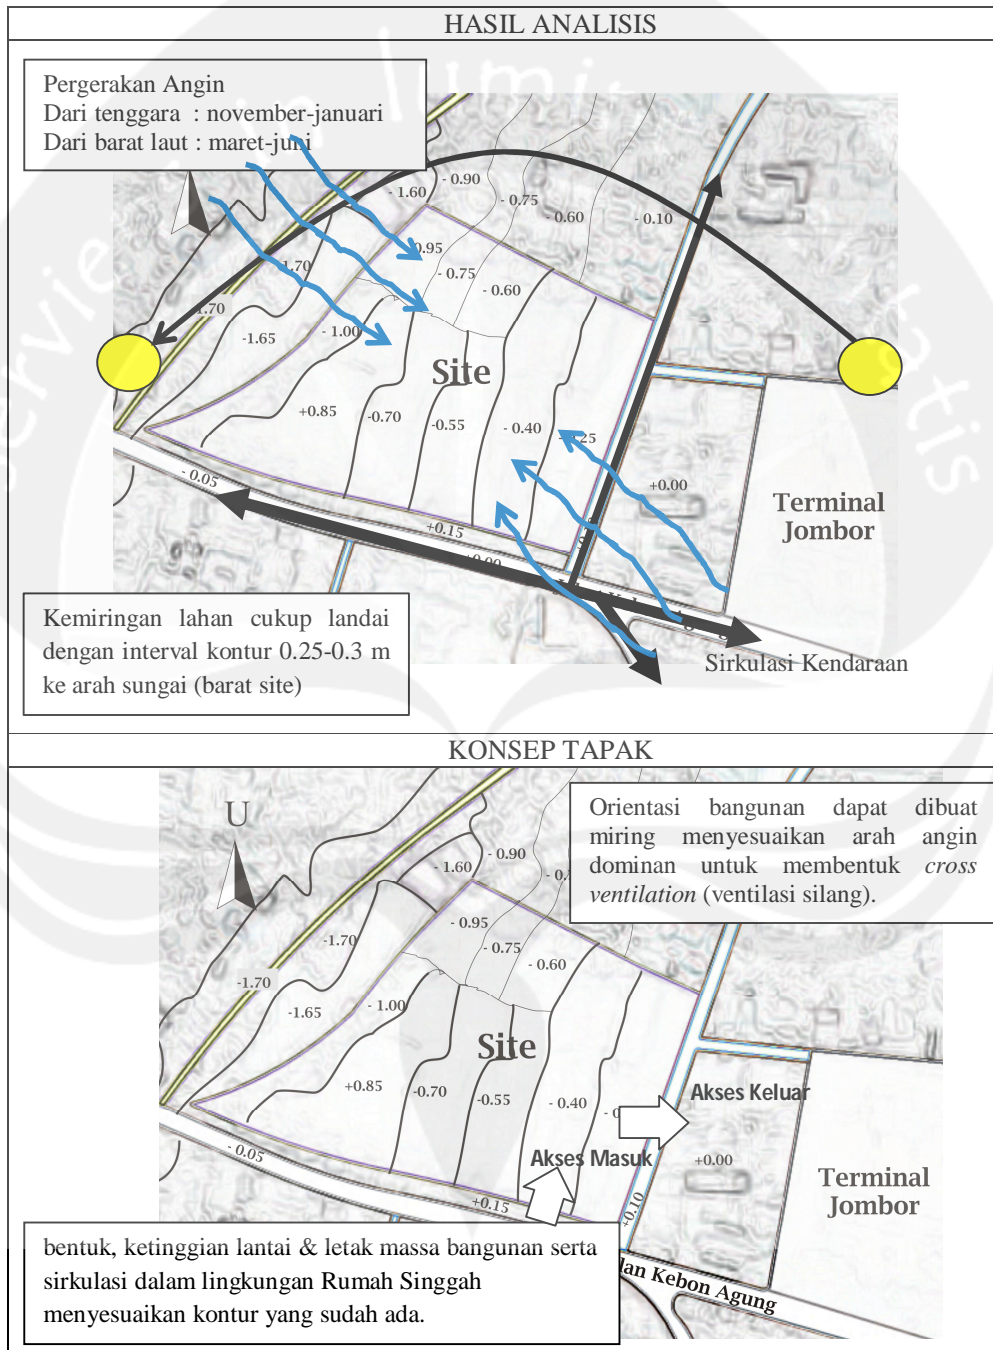 HASIL ANALISIS
Pergerakan Angin
Dari tenggara : november-januari
Dari barat laut : maret-juni
- 0.90
- 1.60
- 0.75
- 0.60
- 0.10
0.95
1.70
- 0.75
- 0.60
1.70
-1.65
- 1.00
Site
+0.85
-0.70
-0.55
- 0.40
- 0.05
+0.00
Terminal
Jombor
+0.15
+0.00
Kemiringan lahan cukup landai
dengan interval kontur 0.25-0.3 m
ke arah sungai (barat site)
Sirkulasi Kendaraan
KONSEP TAPAK
Orientasi bangunan dapat dibuat
miring menyesuaikan arah angin
dominan untuk membentuk cross
ventilation (ventilasi silang).
U
- 0.90
- 1.60
- 0.95
-1.70
- 0.75
- 0.60
-1.70
-1.65
- 1.00
Site
+0.85
-0.70
-0.55
- 0.40
Akses Keluar
- 0.05
Akses Masuk
+0.00
Terminal
Jombor
+0.15
+0.10
lan Kebon Agung
bentuk, ketinggian lantai & letak massa bangunan serta
sirkulasi dalam lingkungan Rumah Singgah
menyesuaikan kontur yang sudah ada.